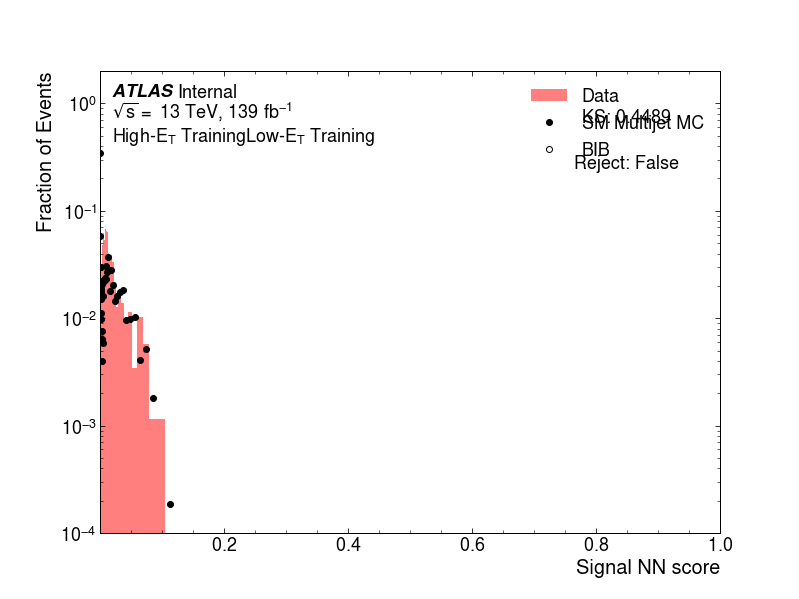 Fraction of Events
10⁰
10⁻¹
10⁻²
10⁻³
10⁻⁴
ATLAS Internal
√s = 13 TeV, 139 fb⁻¹
High-E_T TrainingLow-E_T Training
Data
KS: 0.4489
SM Multijet MC
BIB
Reject: False
0.2 0.4 0.6 0.8 1.0
Signal NN score